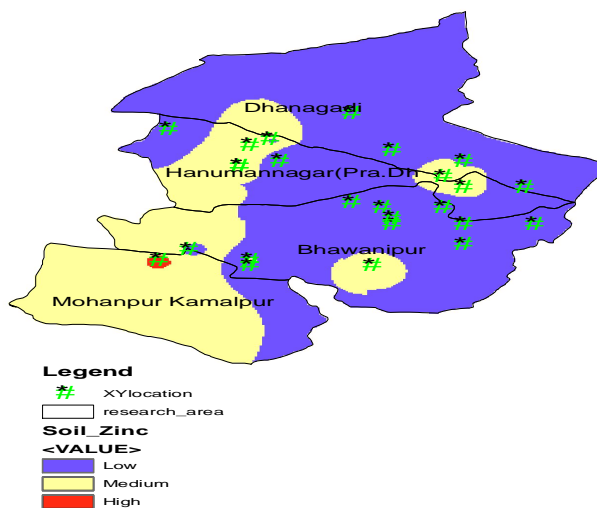 Dhanagadi
Hanumannagar(Pra.Dh
Bhawanipur
Mohanpur Kamalpur
Legend
XYlocation
research_area
Soil_Zinc
<VALUE>
Low
Medium
High